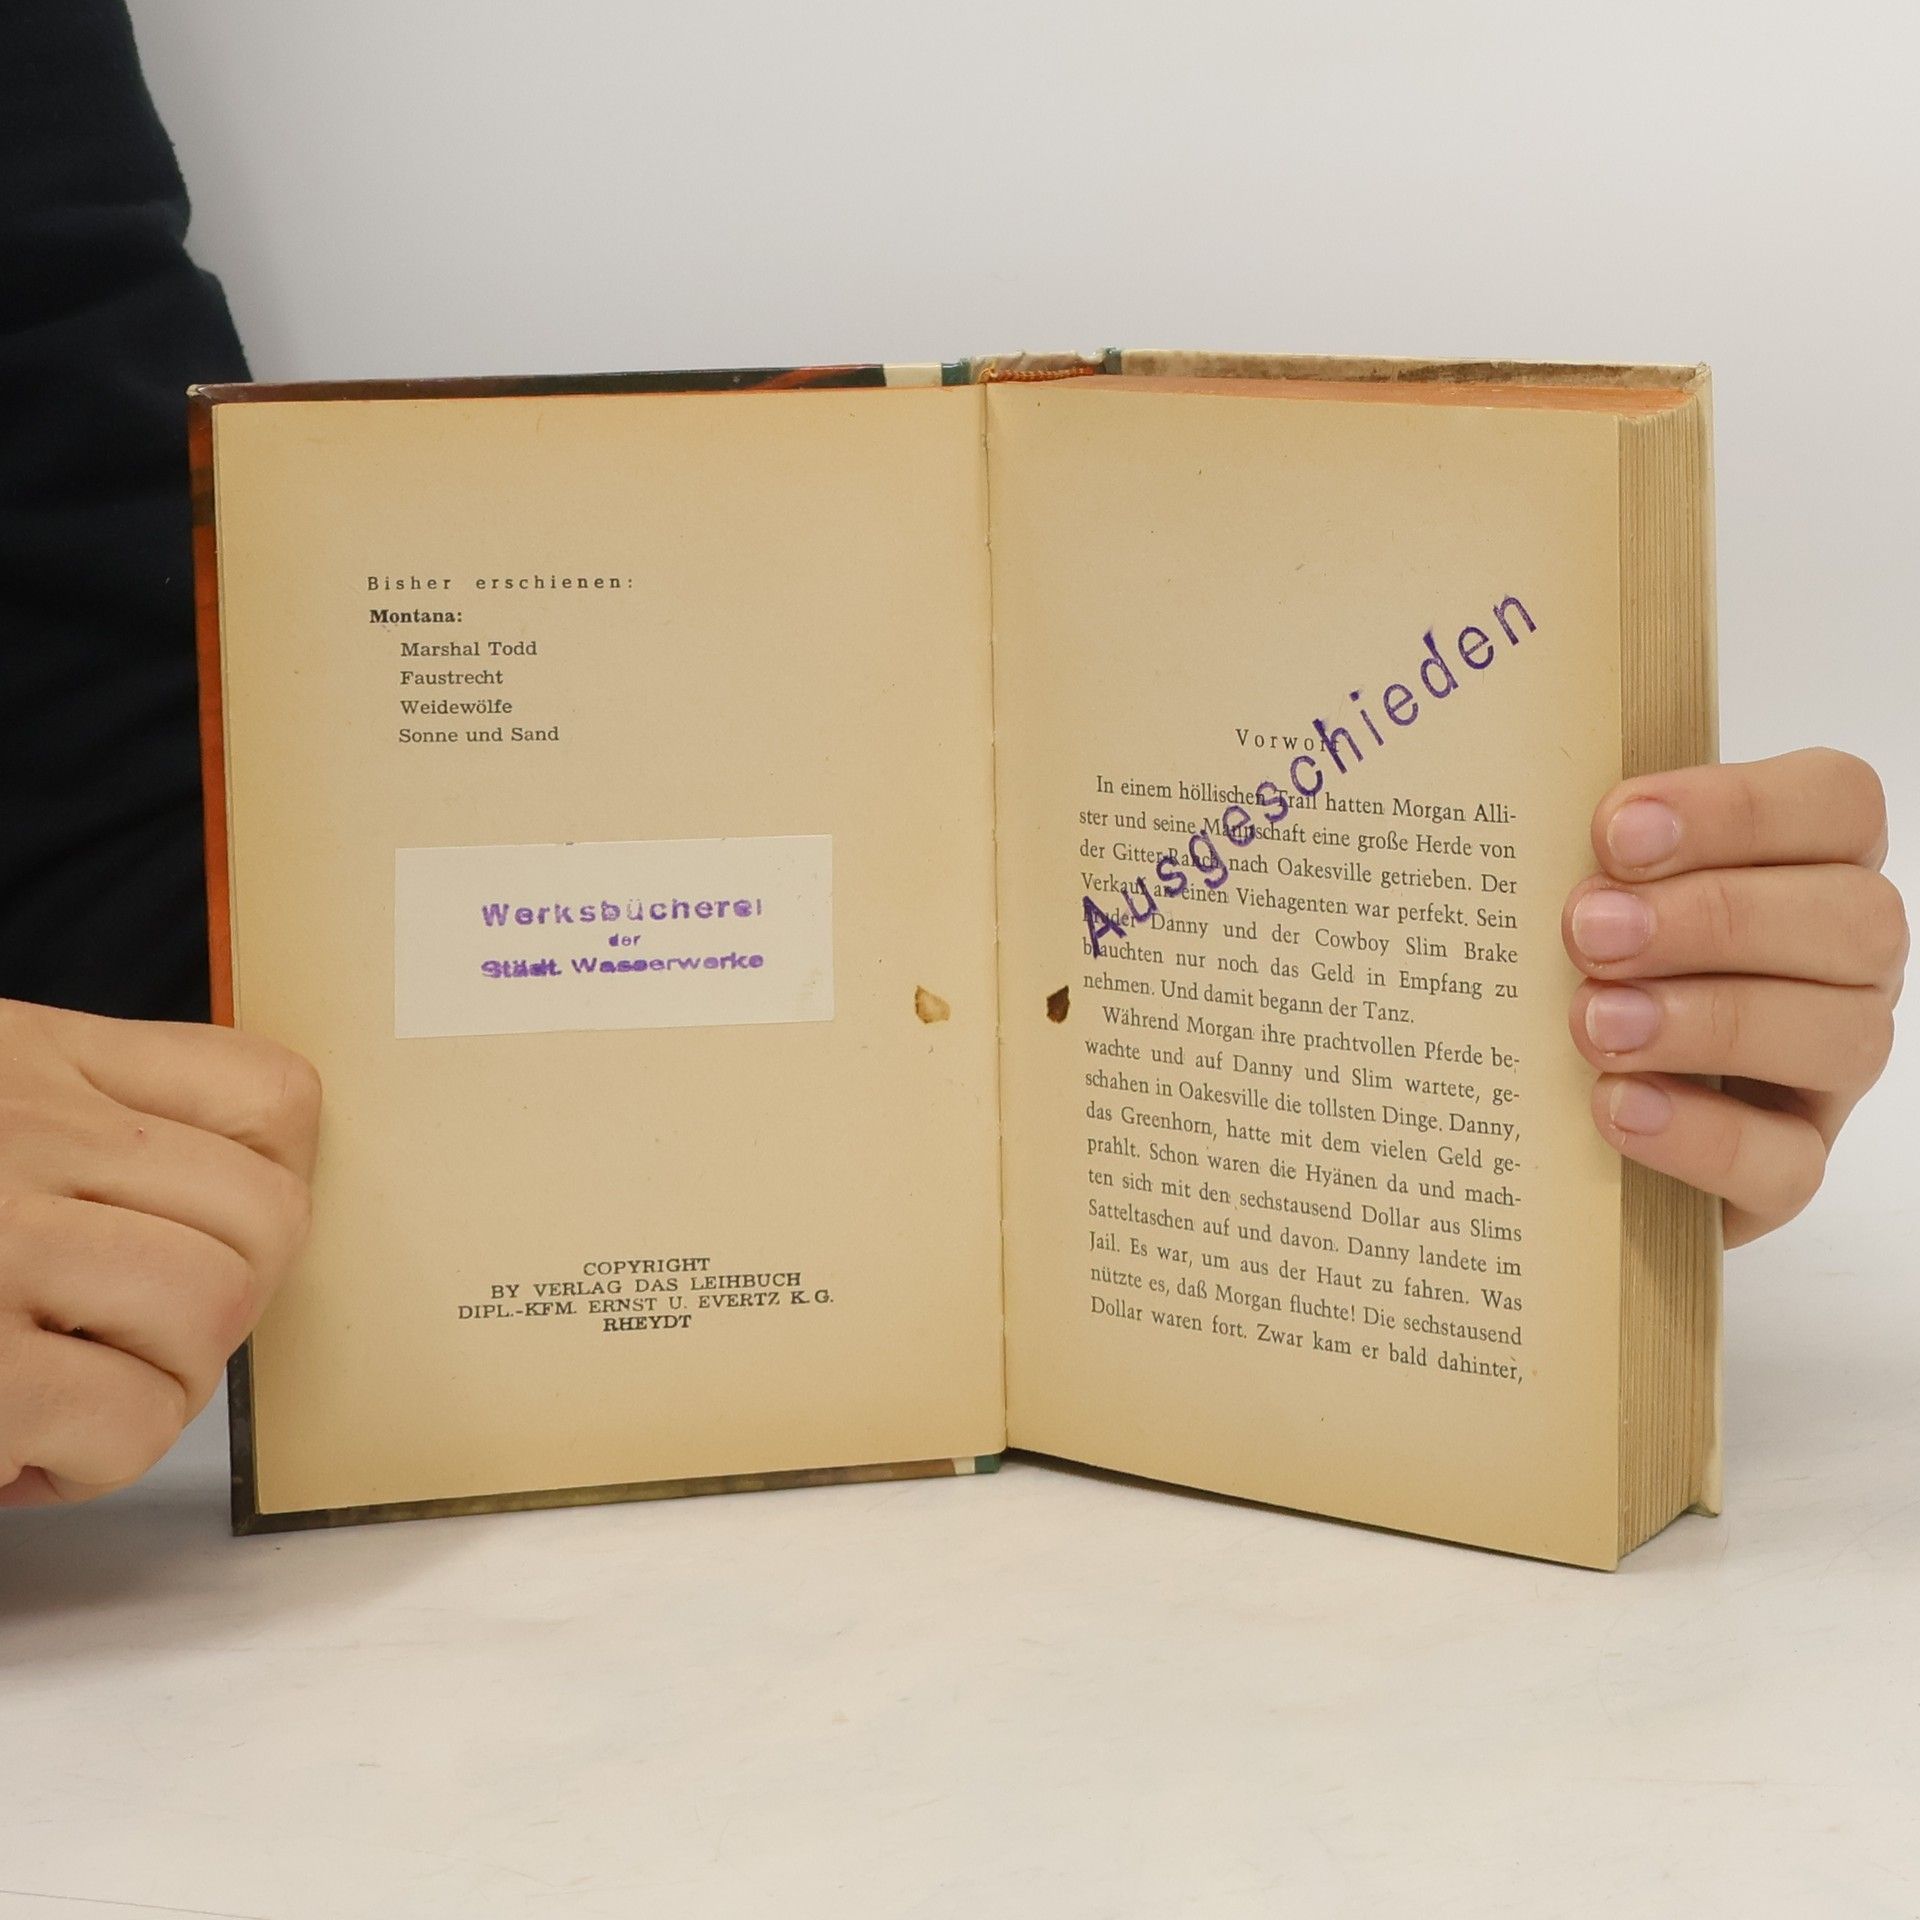 Bisher erschienen:
Montana:
Marshal Todd
Faustrecht
Weidewölfe
Sonne und Sand
Werksbücherei
der
Städt. Wasserwerke
COPYRIGHT
BY VERLAG DAS LEIHBUCH
DIPL.-KFM. ERNST U. EVERTZ K.G.
RHEYDT
Ausgeschieden
Vorwort
In einem höllischen Trail hatten Morgan Alli-
ster und seine Mannschaft eine große Herde von
der Gitter-Ranch nach Oakesville getrieben. Der
Verkauf an einen Viehagenten war perfekt. Sein
Bruder Danny und der Cowboy Slim Brake
brauchten nur noch das Geld in Empfang zu
nehmen. Und damit begann der Tanz.
Während Morgan ihre prachtvollen Pferde be-
wachte und auf Danny und Slim wartete, ge-
schahen in Oakesville die tollsten Dinge. Danny,
das Greenhorn, hatte mit dem vielen Geld ge-
prahlt. Schon waren die Hyänen da und mach-
ten sich mit den sechstausend Dollar aus Slims
Satteltaschen auf und davon. Danny landete im
Jail. Es war, um aus der Haut zu fahren. Was
nützte es, daß Morgan fluchte! Die sechstausend
Dollar waren fort. Zwar kam er bald dahinter,